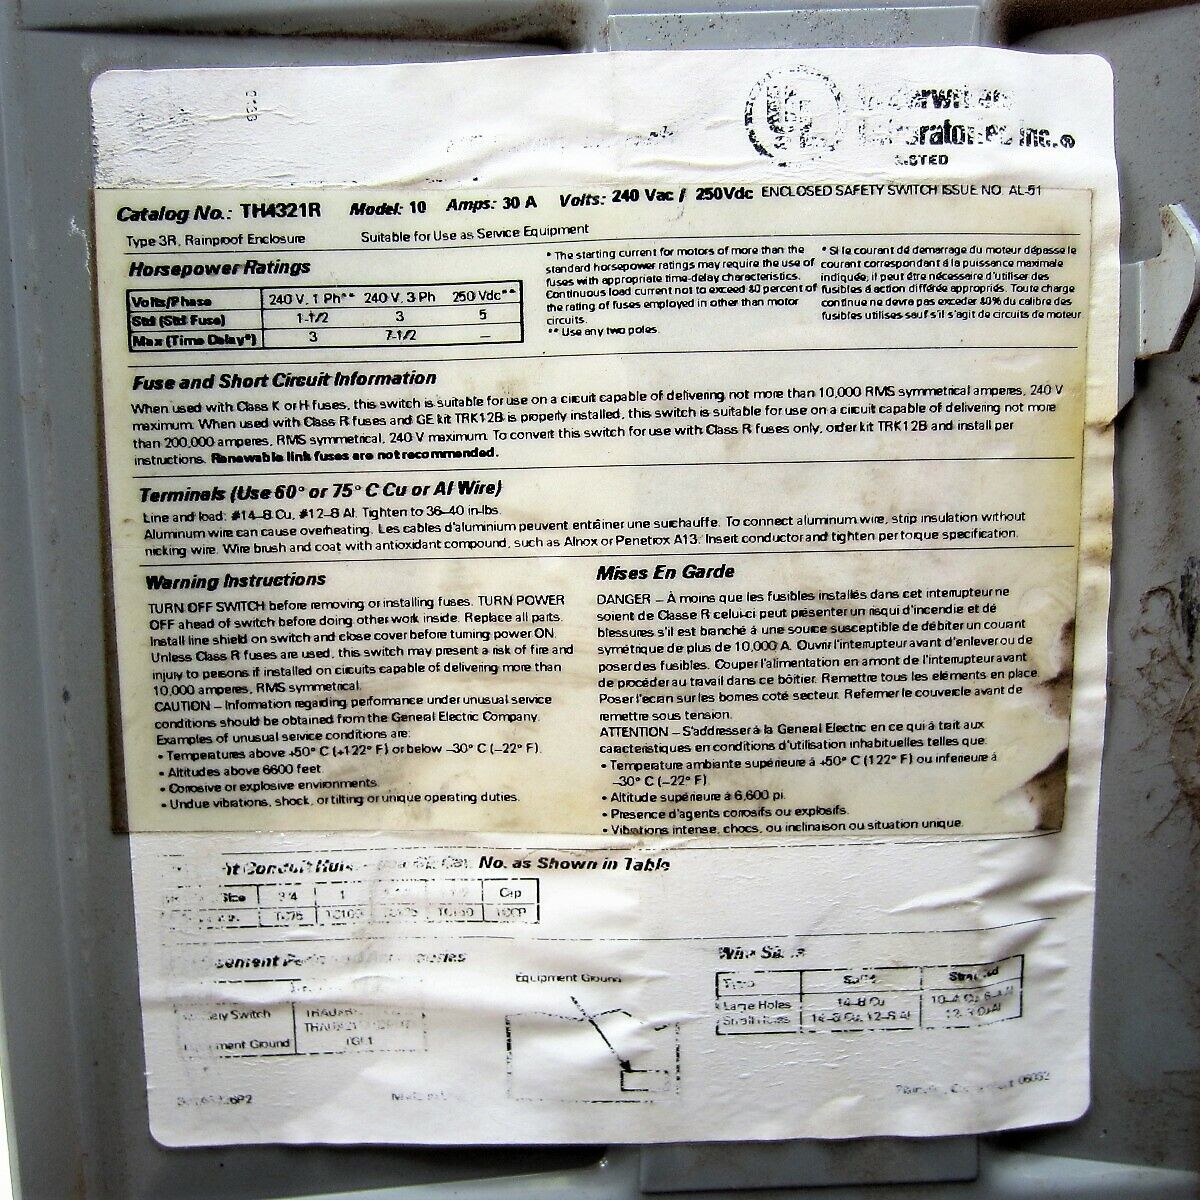 Inc.®
LISTED
Catalog No.: TH4321R Model: 10 Amps: 30 A Volts: 240 Vac / 250Vdc ENCLOSED SAFETY SWITCH ISSUE NO. AL-51
Type 3R, Rainproof Enclosure Suitable for Use as Service Equipment
Horsepower Ratings
Volts/Phase 240 V, 1 Ph** 240 V, 3 Ph 250 Vdc**
Std (Std Fuse) 1-1/2 3 5
Max (Time Delay*) 3 7-1/2 —
* The starting current for motors of more than the
standard horsepower ratings may require the use of
fuses with appropriate time-delay characteristics.
Continuous load current not to exceed 80 percent of
the rating of fuses employed in other than motor
circuits.
** Use any two poles.
* Si le courant dé demarrage du moteur dépasse le
courant correspondant á la puissance maximale
indiquée, il peut étre nécessaire d'utiliser des
fusibles d action différée appropriés. Toute charge
continue ne devra pas exceder 80% du calibre des
fusibles utilises sauf s'il s'agit de circuits de moteur
Fuse and Short Circuit Information
When used with Class K or H fuses, this switch is suitable for use on a circuit capable of delivering not more than 10,000 RMS symmetrical amperes, 240 V
maximum. When used with Class R fuses and GE kit TRK12B is properly installed, this switch is suitable for use on a circuit capable of delivering not more
than 200,000 amperes, RMS symmetrical, 240 V maximum. To convert this switch for use with Class R fuses only, order kit TRK12B and install per
instructions. Renewable link fuses are not recommended.
Terminals (Use 60° or 75° C Cu or Al Wire)
Line and load: #14–8 Cu, #12–8 Al. Tighten to 36–40 in-lbs.
Aluminum wire can cause overheating. Les cables d'aluminium peuvent entrâiner une surchauffe. To connect aluminum wire, strip insulation without
nicking wire. Wire brush and coat with antioxidant compound, such as Alnox or Penetrox A13. Insert conductor and tighten per torque specification.
Warning Instructions
TURN OFF SWITCH before removing or installing fuses. TURN POWER
OFF ahead of switch before doing other work inside. Replace all parts.
Install line shield on switch and close cover before turning power ON.
Unless Class R fuses are used, this switch may present a risk of fire and
injury to persons if installed on circuits capable of delivering more than
10,000 amperes, RMS symmetrical.
CAUTION – Information regarding performance under unusual service
conditions should be obtained from the General Electric Company.
Examples of unusual service conditions are:
• Temperatures above +50° C (+122° F) or below –30° C (–22° F).
• Altitudes above 6600 feet.
• Corrosive or explosive environments.
• Undue vibrations, shock, or tilting or unique operating duties.
Mises En Garde
DANGER – À moins que les fusibles installés dans cet interrupteur ne
soient de Classe R celui-ci peut présenter un risqui d'incendie et dé
blessures s'il est branché á une source susceptible de débiter un courant
symétrique de plus de 10,000 A. Ouvrir l'interrupteur avant d'enlever ou de
poser des fusibles. Couper l'alimentation en amont de l'interrupteur avant
de procéder au travail dans ce bôitier. Remettre tous les eléments en place.
Poser l'ecran sur les bornes coté secteur. Refermer le couvercle avant de
remettre sous tension.
ATTENTION – S'addresser à la General Electric en ce qui à trait aux
caracteristiques en conditions d'utilisation inhabituelles telles que:
• Temperature ambiante supérieure á +50° C (122° F) ou inferieure á
–30° C (–22° F).
• Altitude supérieure á 6,600 pi.
• Presence d'agents corrosifs ou explosifs.
• Vibrations intense, chocs, ou inclinaison ou situation unique.
No. as Shown in Table
3/4 1 Cap
Equipment Ground
Switch
Ground
Wire
Large Holes 14–8 Cu
Small Holes
06062